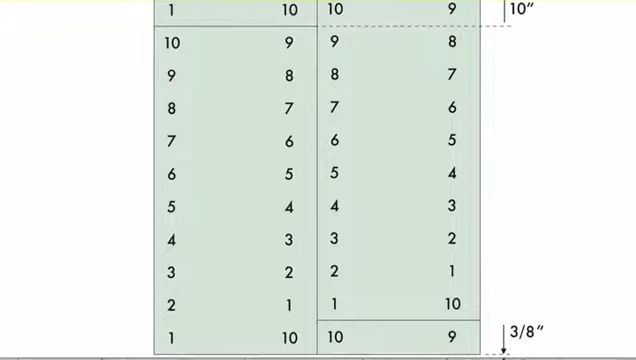 1 10 10 9 10″
10 9 9 8
9 8 8 7
8 7 7 6
7 6 6 5
6 5 5 4
5 4 4 3
4 3 3 2
3 2 2 1
2 1 1 10
1 10 10 9 3/8″